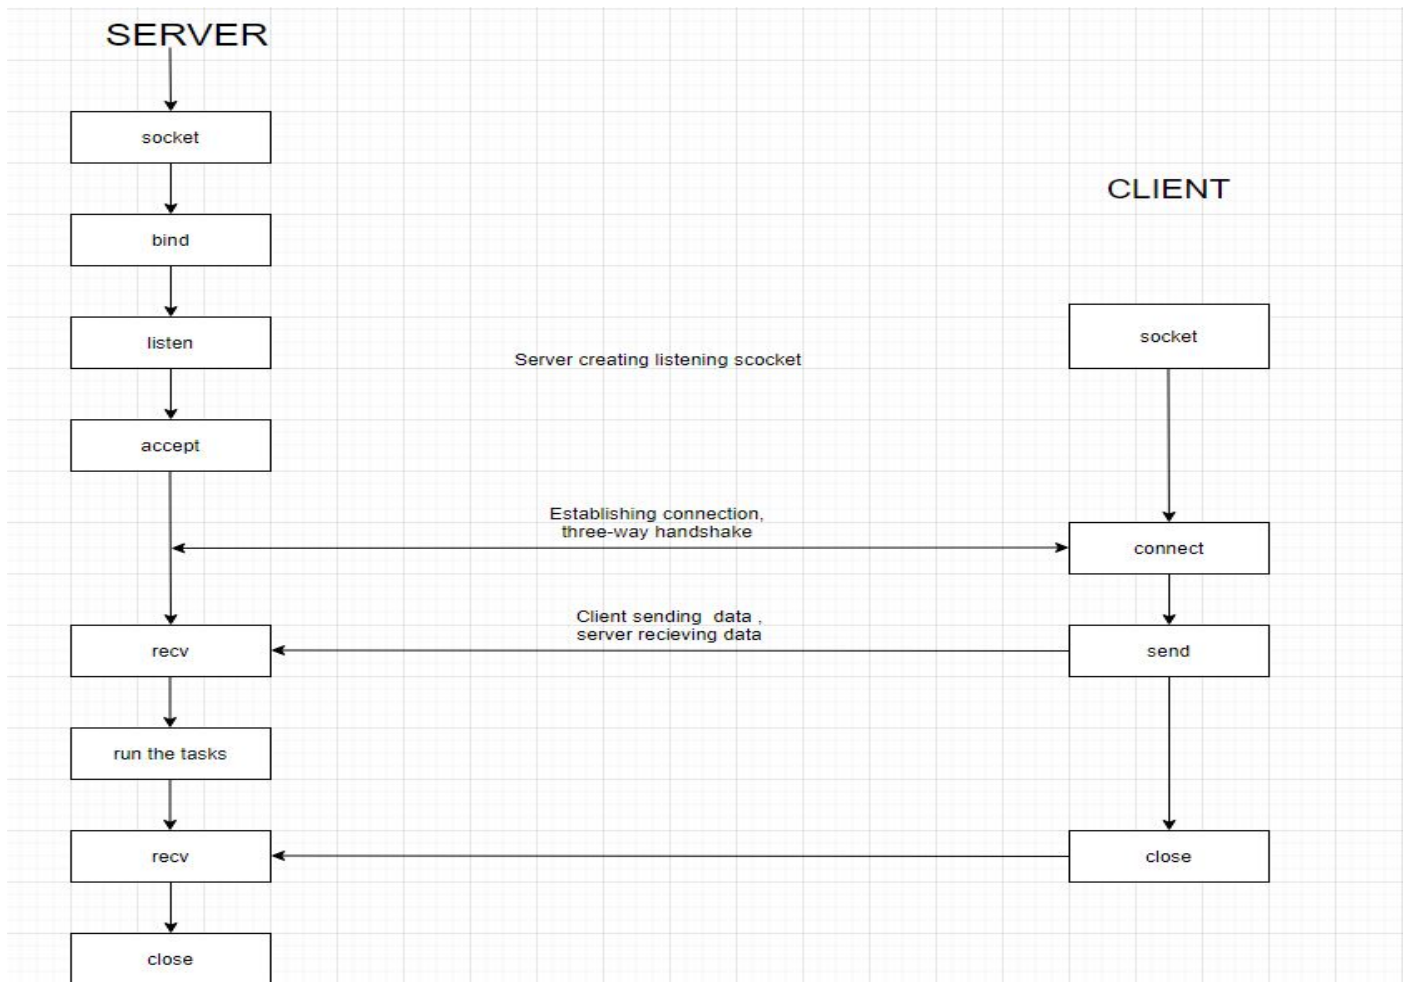 SERVER
socket
CLIENT
bind
listen
socket
Server creating listening scocket
accept
Establishing connection,
three-way handshake
connect
Client sending  data ,
server recieving data
recv
send
run the tasks
recv
close
close